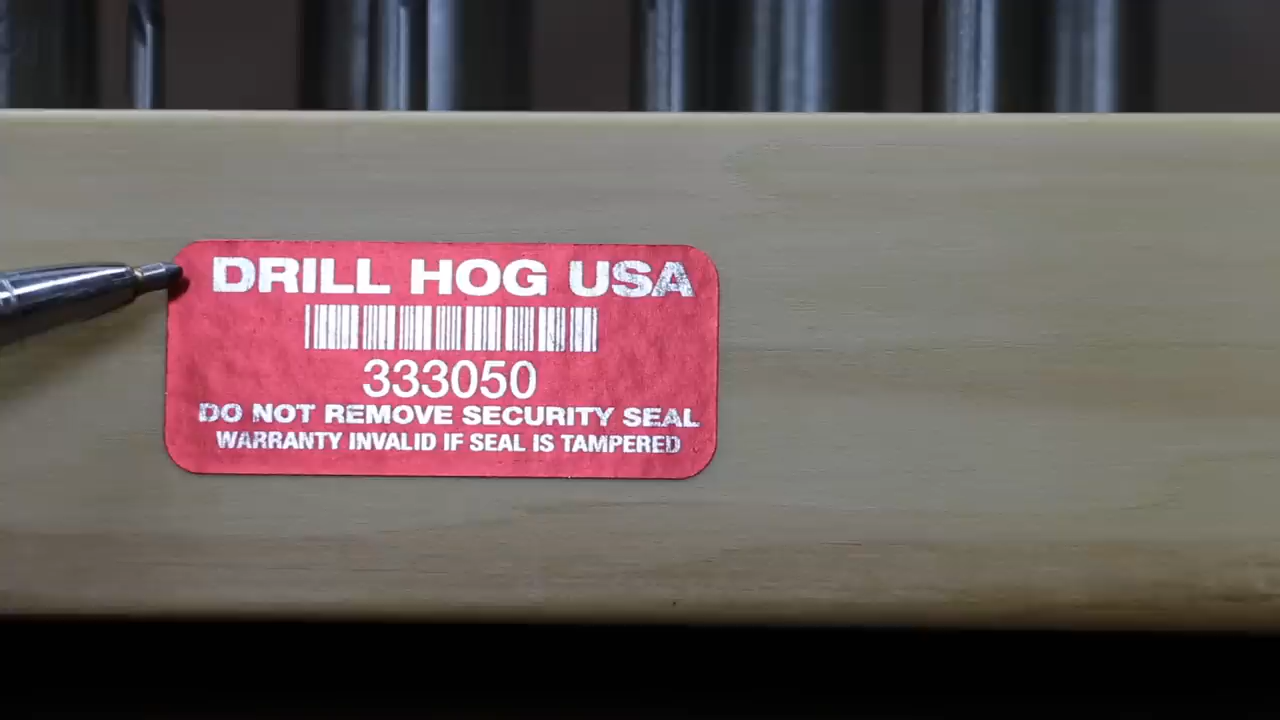 DRILL HOG USA
333050
DO NOT REMOVE SECURITY SEAL
WARRANTY INVALID IF SEAL IS TAMPERED